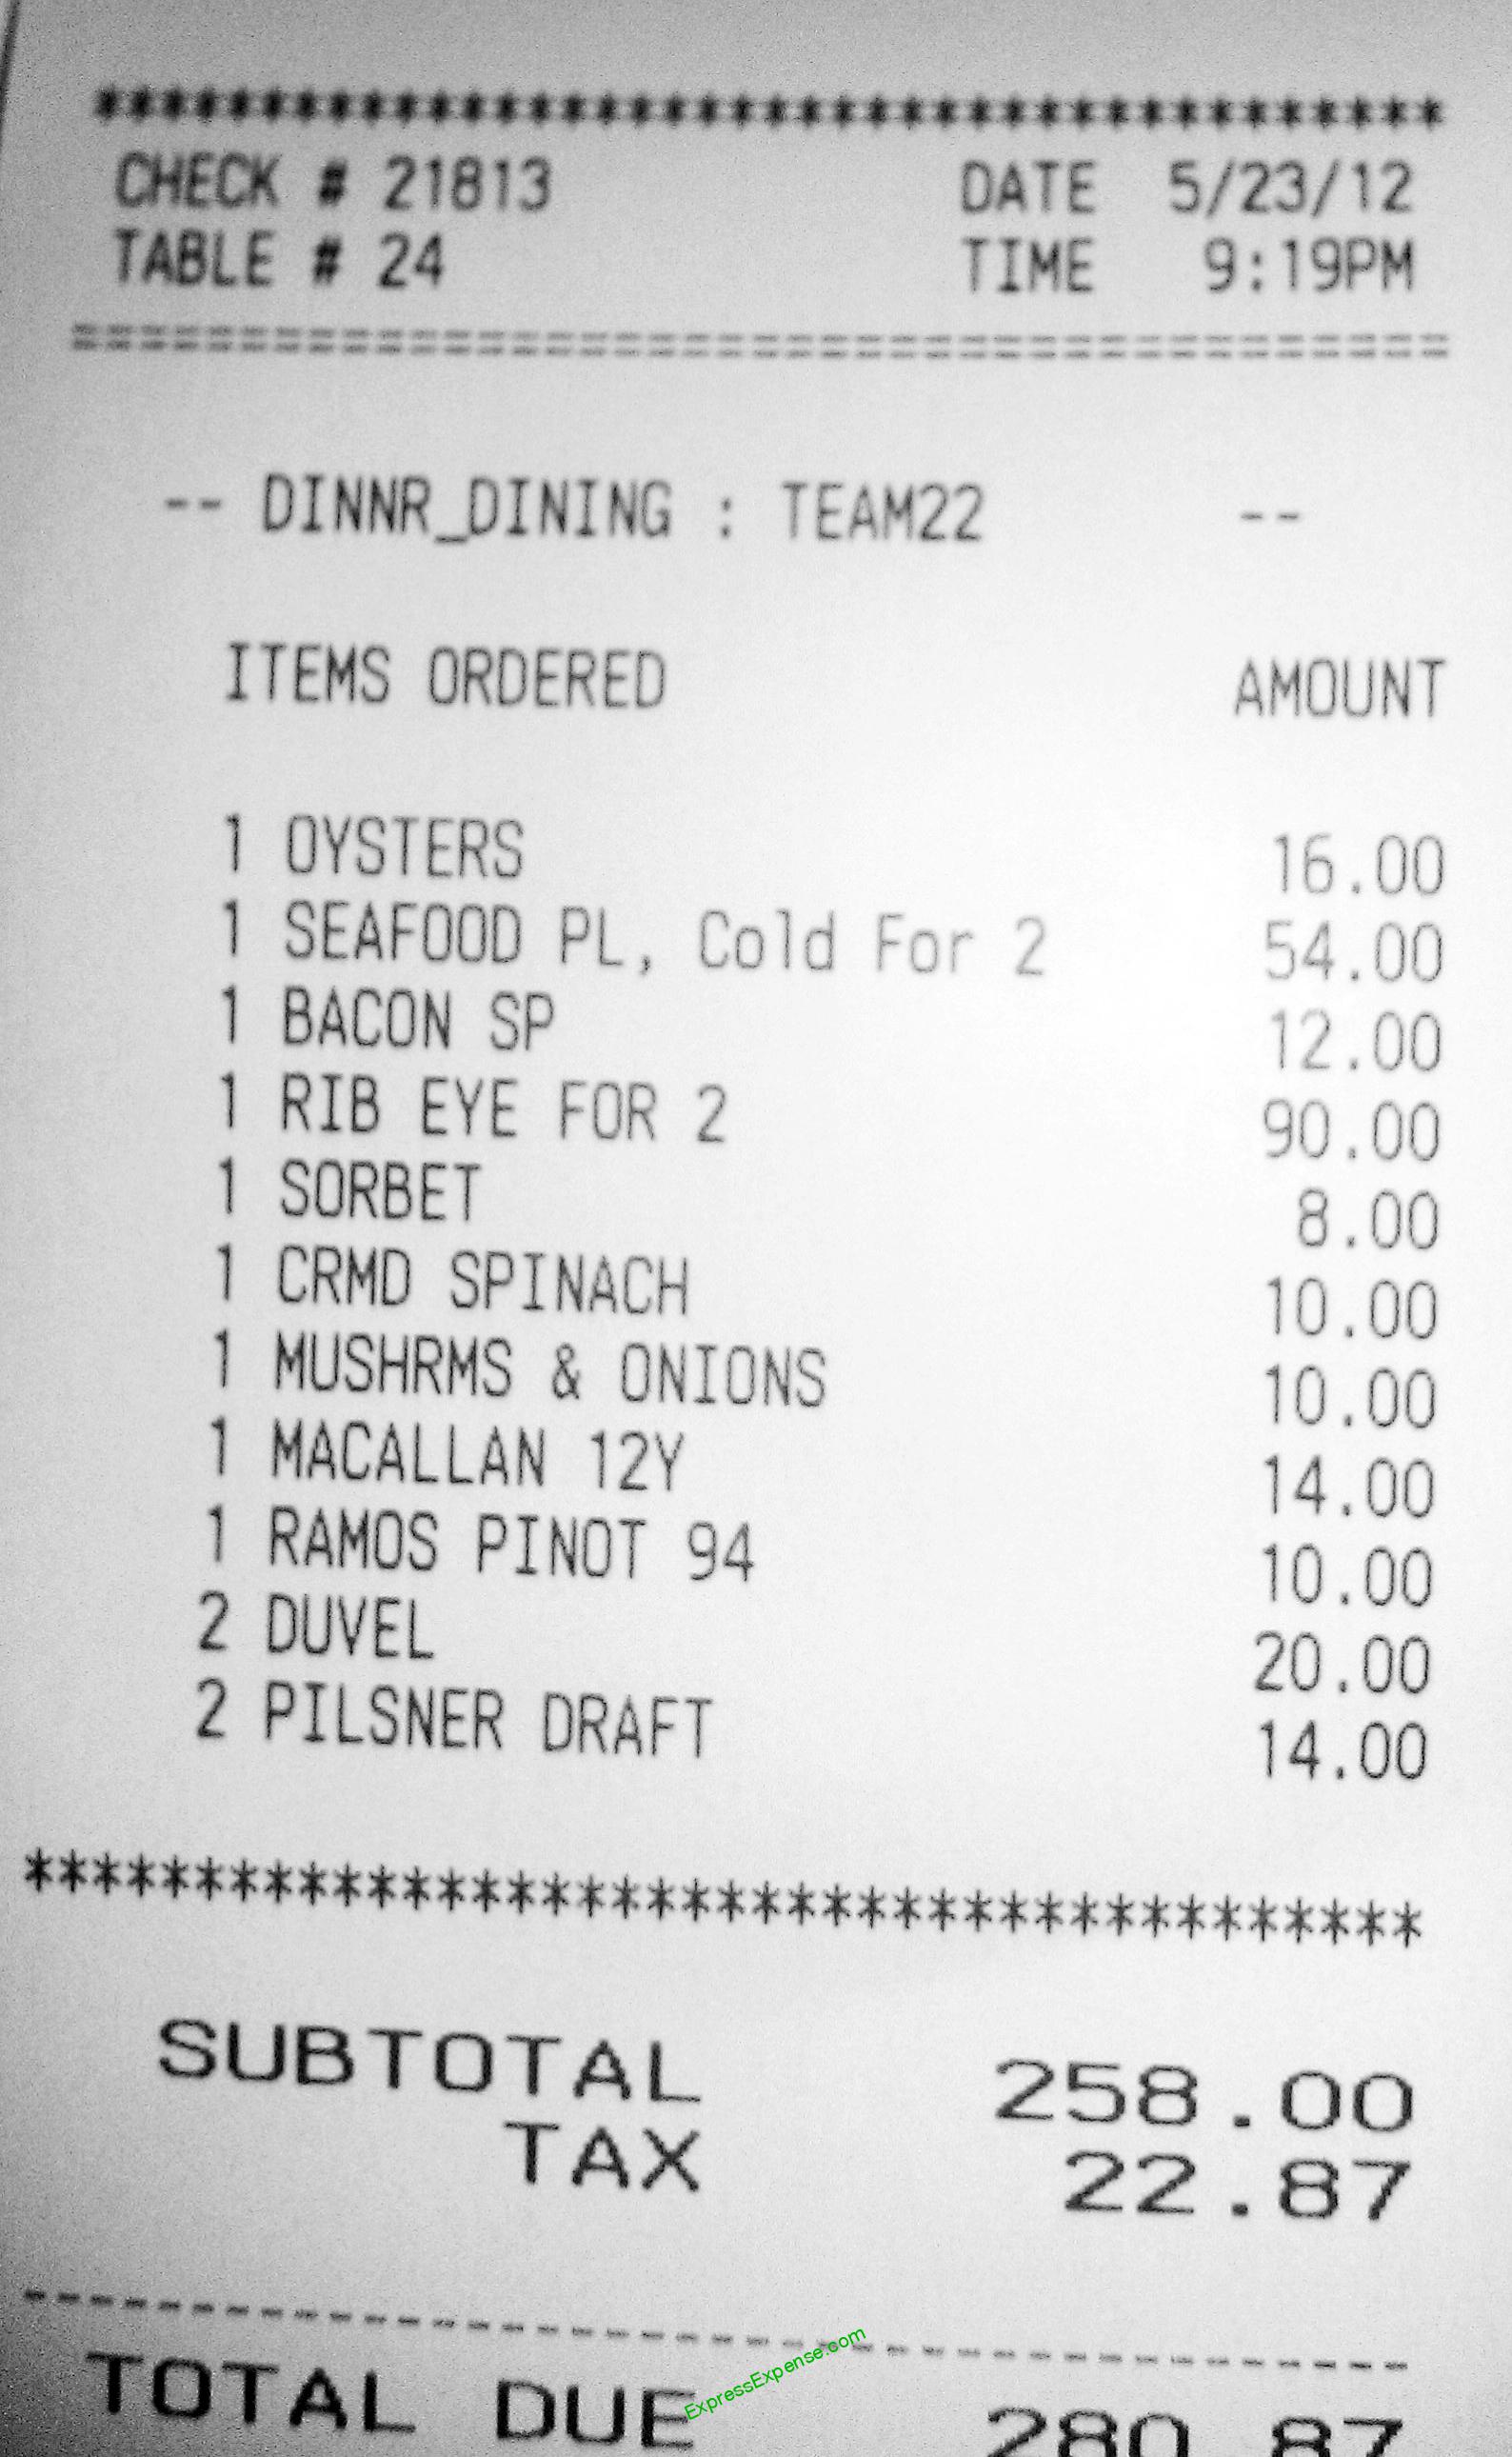 ****************************************
CHECK # 21813 DATE 5/23/12
TABLE # 24 TIME 9:19PM
========================================
-- DINNR_DINING : TEAM22 --
ITEMS ORDERED AMOUNT
1 OYSTERS 16.00
1 SEAFOOD PL, Cold For 2 54.00
1 BACON SP 12.00
1 RIB EYE FOR 2 90.00
1 SORBET 8.00
1 CRMD SPINACH 10.00
1 MUSHRMS & ONIONS 10.00
1 MACALLAN 12Y 14.00
1 RAMOS PINOT 94 10.00
2 DUVEL 20.00
2 PILSNER DRAFT 14.00
****************************************
SUBTOTAL 258.00
TAX 22.87
----------------------------------------
TOTAL DUE 280.87
ExpressExpense.com